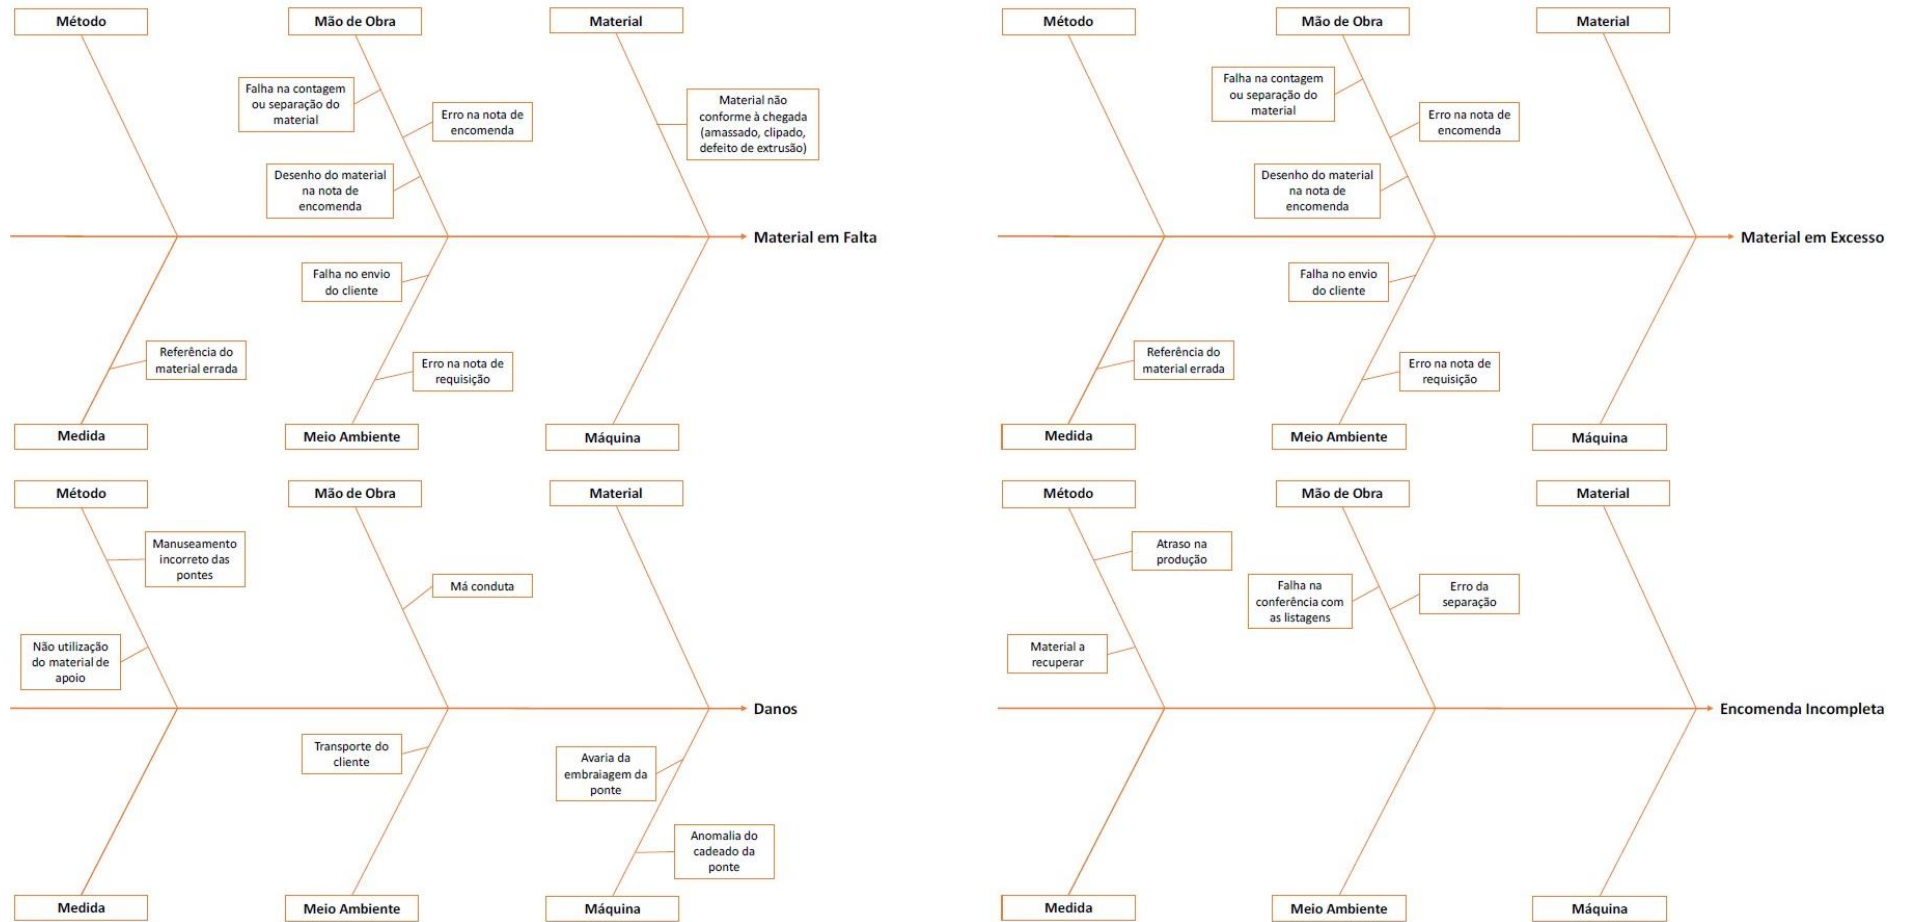 Método
Mão de Obra
Material
Falha na contagem
ou separação do
material
Erro na nota de
encomenda
Material não
conforme à chegada
(amassado, clipado,
defeito de extrusão)
Desenho do material
na nota de
encomenda
Material em Falta
Falha no envio
do cliente
Referência do
material errada
Erro na nota de
requisição
Medida
Meio Ambiente
Máquina
Método
Mão de Obra
Material
Falha na contagem
ou separação do
material
Erro na nota de
encomenda
Desenho do material
na nota de
encomenda
Material em Excesso
Falha no envio
do cliente
Referência do
material errada
Erro na nota de
requisição
Medida
Meio Ambiente
Máquina
Método
Mão de Obra
Material
Manuseamento
incorreto das
pontes
Má conduta
Não utilização
do material de
apoio
Danos
Transporte do
cliente
Avaria da
embraiagem da
ponte
Anomalia do
cadeado da
ponte
Medida
Meio Ambiente
Máquina
Método
Mão de Obra
Material
Atraso na
produção
Falha na
conferência com
as listagens
Erro da
separação
Material a
recuperar
Encomenda Incompleta
Medida
Meio Ambiente
Máquina